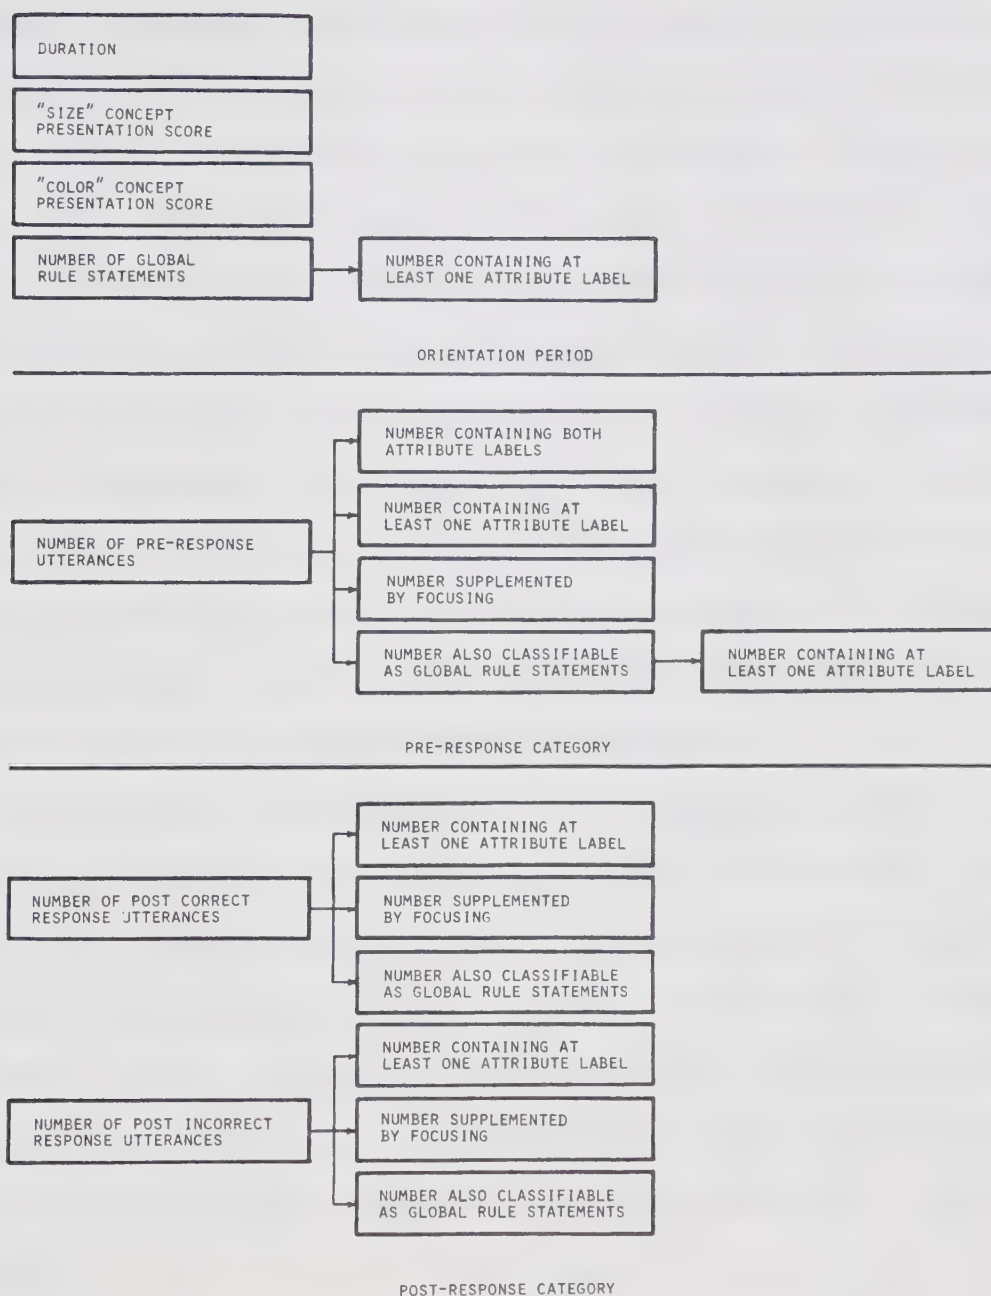 DURATION
"SIZE" CONCEPT
PRESENTATION SCORE
"COLOR" CONCEPT
PRESENTATION SCORE
NUMBER OF GLOBAL
RULE STATEMENTS
NUMBER CONTAINING AT
LEAST ONE ATTRIBUTE LABEL
ORIENTATION PERIOD
NUMBER OF PRE-RESPONSE
UTTERANCES
NUMBER CONTAINING BOTH
ATTRIBUTE LABELS
NUMBER CONTAINING AT
LEAST ONE ATTRIBUTE LABEL
NUMBER SUPPLEMENTED
BY FOCUSING
NUMBER ALSO CLASSIFIABLE
AS GLOBAL RULE STATEMENTS
NUMBER CONTAINING AT
LEAST ONE ATTRIBUTE LABEL
PRE-RESPONSE CATEGORY
NUMBER OF POST CORRECT
RESPONSE UTTERANCES
NUMBER CONTAINING AT
LEAST ONE ATTRIBUTE LABEL
NUMBER SUPPLEMENTED
BY FOCUSING
NUMBER ALSO CLASSIFIABLE
AS GLOBAL RULE STATEMENTS
NUMBER OF POST INCORRECT
RESPONSE UTTERANCES
NUMBER CONTAINING AT
LEAST ONE ATTRIBUTE LABEL
NUMBER SUPPLEMENTED
BY FOCUSING
NUMBER ALSO CLASSIFIABLE
AS GLOBAL RULE STATEMENTS
POST-RESPONSE CATEGORY